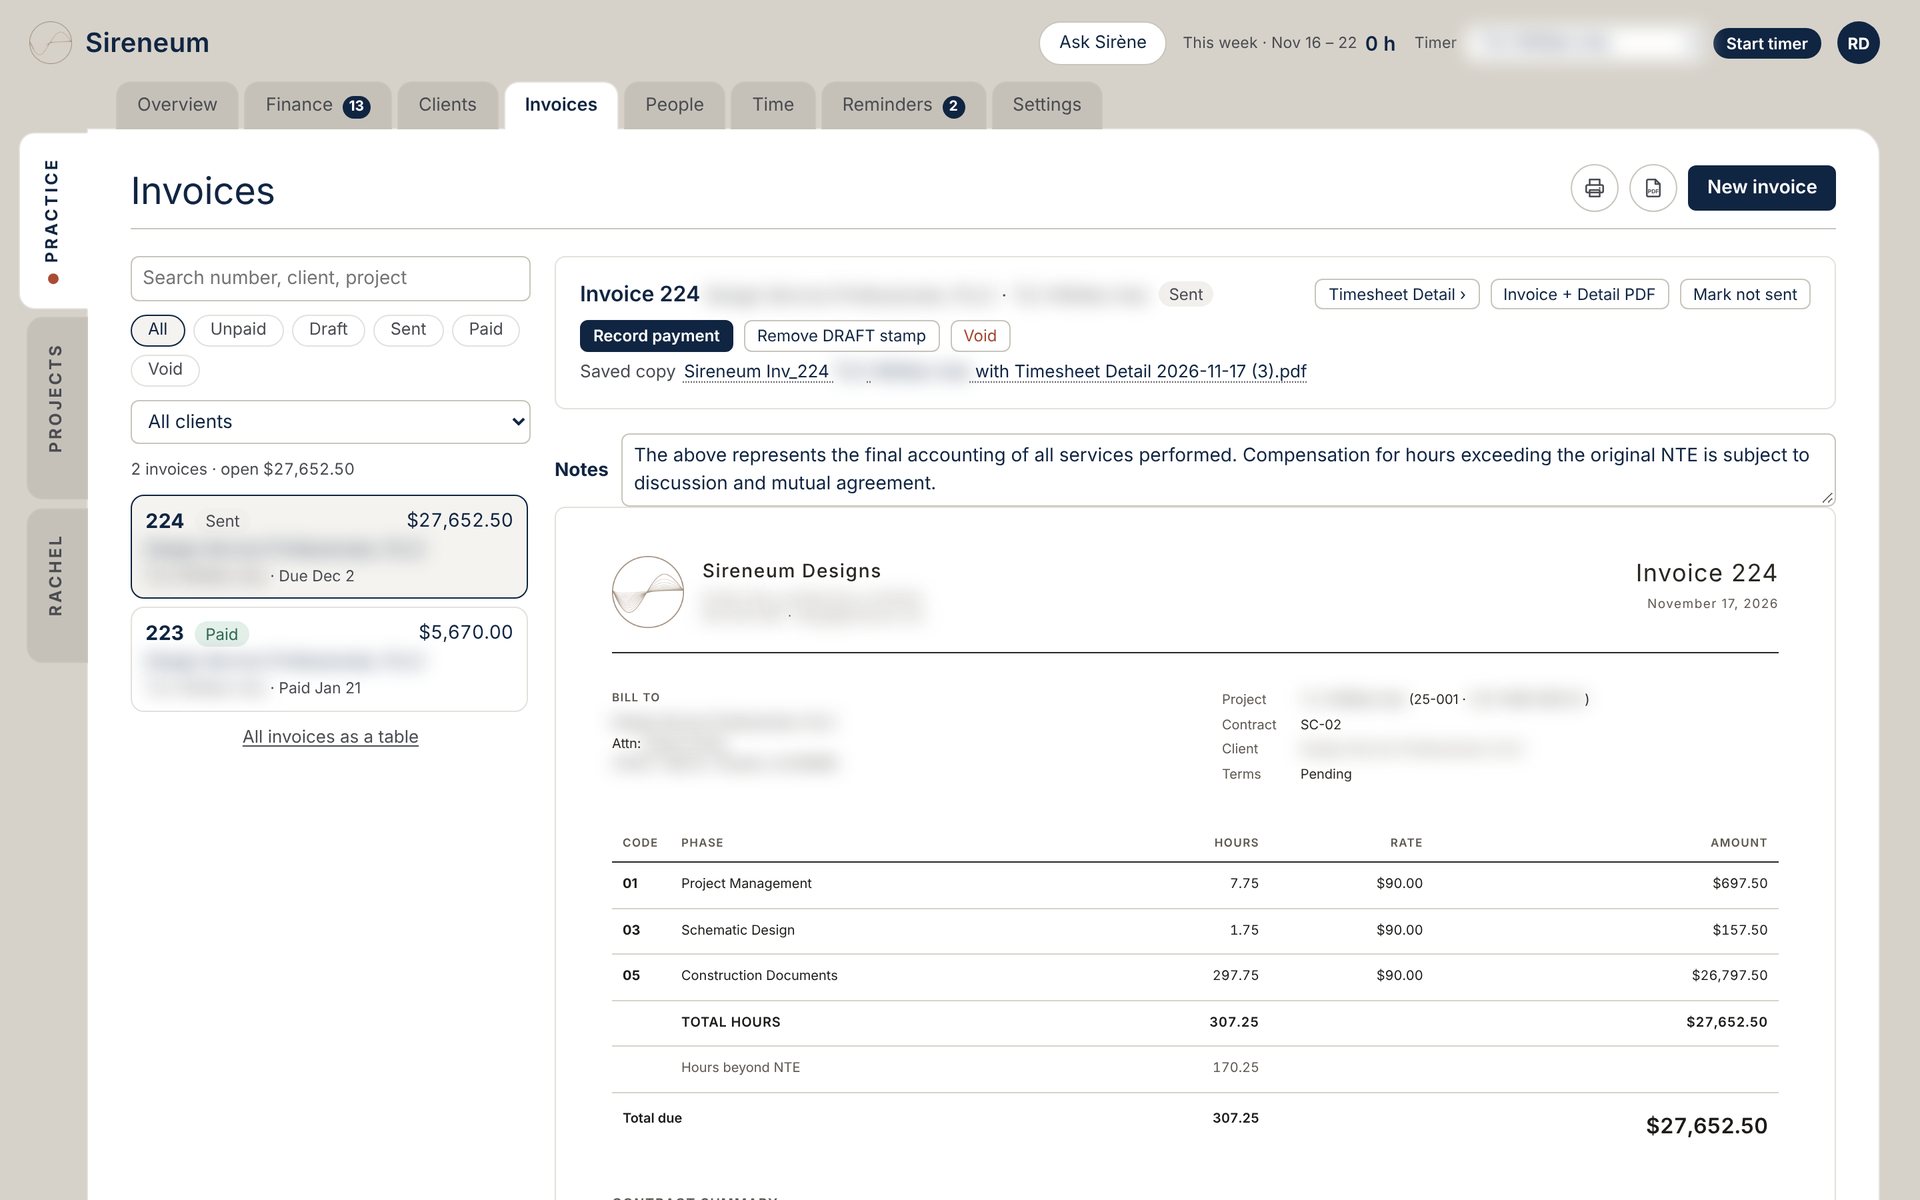 Sireneum
Ask Sirène
This week · Nov 16 – 22 0 h
Timer
Start timer
RD
Overview
Finance 13
Clients
Invoices
People
Time
Reminders 2
Settings
PRACTICE
PROJECTS
RACHEL
Invoices
PDF
New invoice
Search number, client, project
All
Unpaid
Draft
Sent
Paid
Void
All clients
2 invoices · open $27,652.50
224 Sent $27,652.50
· Due Dec 2
223 Paid $5,670.00
· Paid Jan 21
All invoices as a table
Invoice 224 · Sent
Timesheet Detail ›
Invoice + Detail PDF
Mark not sent
Record payment
Remove DRAFT stamp
Void
Saved copy Sireneum Inv_224 with Timesheet Detail 2026-11-17 (3).pdf
Notes
The above represents the final accounting of all services performed. Compensation for hours exceeding the original NTE is subject to
discussion and mutual agreement.
Sireneum Designs
Invoice 224
November 17, 2026
BILL TO
Attn:
Project (25-001 · )
Contract SC-02
Client
Terms Pending
CODE PHASE HOURS RATE AMOUNT
01 Project Management 7.75 $90.00 $697.50
03 Schematic Design 1.75 $90.00 $157.50
05 Construction Documents 297.75 $90.00 $26,797.50
TOTAL HOURS 307.25 $27,652.50
Hours beyond NTE 170.25
Total due 307.25 $27,652.50
CONTRACT SUMMARY